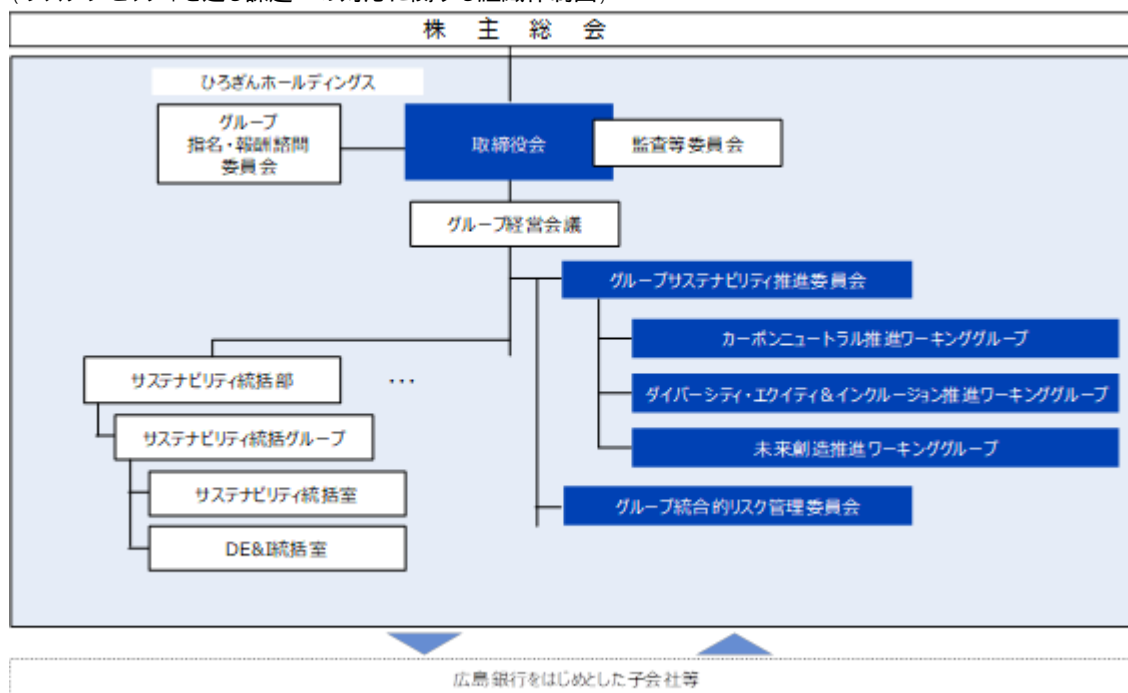 株主総会
ひろぎんホールディングス
グループ
指名・報酬諮問
委員会
取締役会
監査等委員会
グループ経営会議
グループサステナビリティ推進委員会
カーボンニュートラル推進ワーキンググループ
サステナビリティ統括部
・・・
ダイバーシティ・エクイティ&インクルージョン推進ワーキンググループ
サステナビリティ統括グループ
未来創造推進ワーキンググループ
サステナビリティ統括室
グループ統合的リスク管理委員会
DE&I統括室
広島銀行をはじめとした子会社等